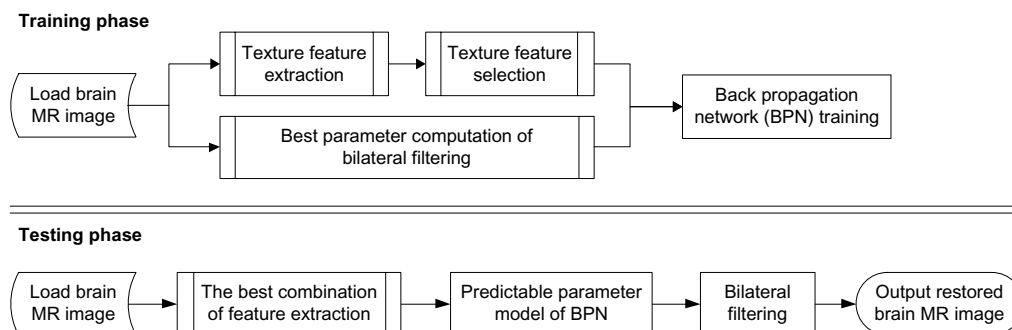 Training phase
Load brain
MR image
Texture feature
extraction
Texture feature
selection
Best parameter computation of
bilateral filtering
Back propagation
network (BPN) training
Testing phase
Load brain
MR image
The best combination
of feature extraction
Predictable parameter
model of BPN
Bilateral
filtering
Output restored
brain MR image